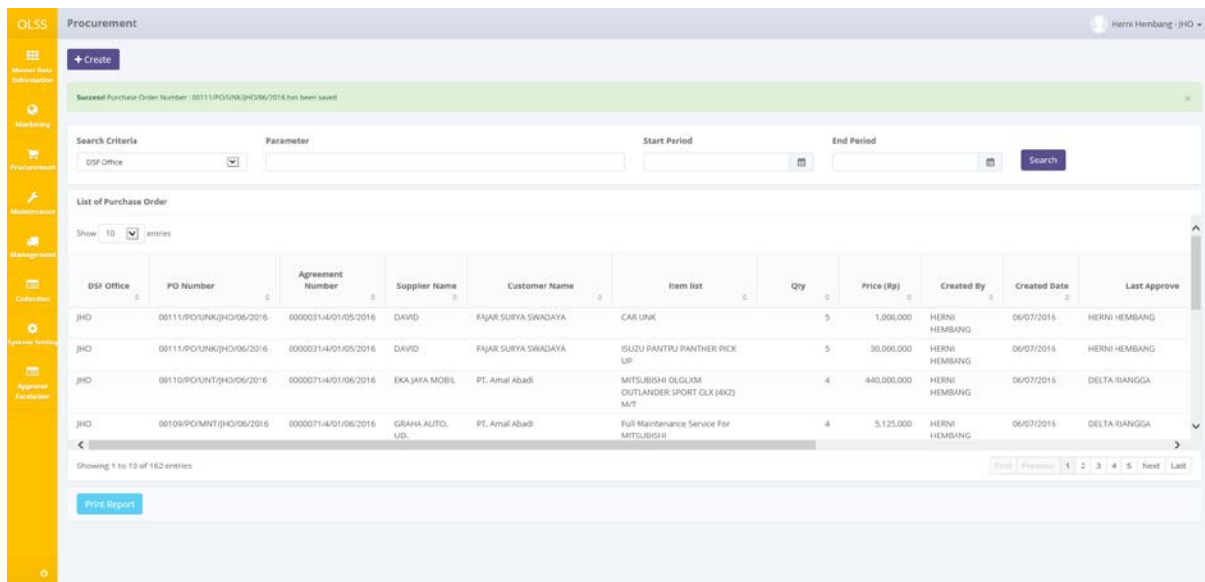 OLSS
Procurement
Herni Hembang - JHO
Master Data
Information
Marketing
Procurement
Maintenance
Management
Collection
System Setting
Approval
Escalation
+ Create
Success! Purchase Order Number : 00111/PO/UNK/JHO/06/2016 has been saved
×
Search Criteria Parameter Start Period End Period
DSF Office
Search
List of Purchase Order
Show 10 entries
DSF Office PO Number Agreement Number Supplier Name Customer Name Item list Qty Price (Rp) Created By Created Date Last Approve
JHO 00111/PO/UNK/JHO/06/2016 0000031/4/01/05/2016 DAVID FAJAR SURYA SWADAYA CAR UNK 5 1,000,000 HERNI HEMBANG 06/07/2016 HERNI HEMBANG
JHO 00111/PO/UNK/JHO/06/2016 0000031/4/01/05/2016 DAVID FAJAR SURYA SWADAYA ISUZU PANTPU PANTHER PICK UP 5 30,000,000 HERNI HEMBANG 06/07/2016 HERNI HEMBANG
JHO 00110/PO/UNT/JHO/06/2016 0000071/4/01/06/2016 EKA JAYA MOBIL PT. Amal Abadi MITSUBISHI OLGLXM OUTLANDER SPORT GLX (4X2) M/T 4 440,000,000 HERNI HEMBANG 06/07/2016 DELTA RIANGGA
JHO 00109/PO/MNT/JHO/06/2016 0000071/4/01/06/2016 GRAHA AUTO, UD. PT. Amal Abadi Full Maintenance Service For MITSUBISHI 4 5,125,000 HERNI HEMBANG 06/07/2016 DELTA RIANGGA
Showing 1 to 10 of 162 entries
First Previous 1 2 3 4 5 Next Last
Print Report